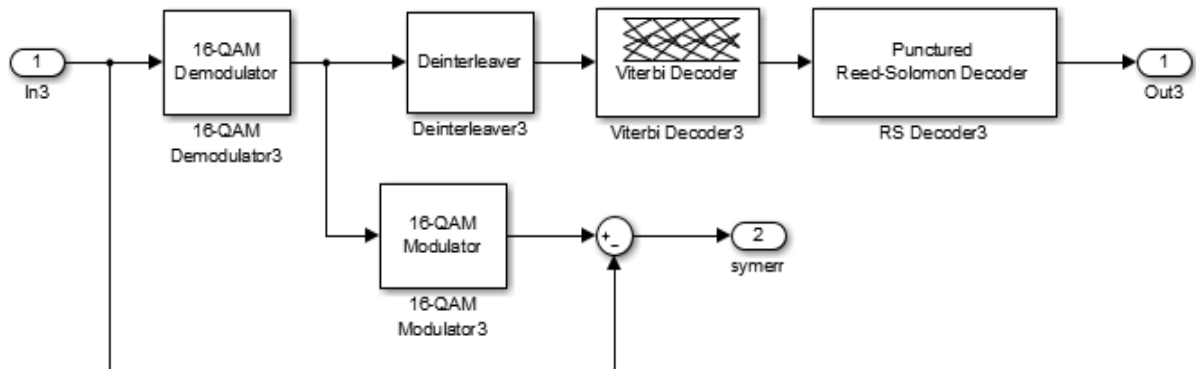 1
In3
16-QAM
Demodulator
16-QAM
Demodulator3
Deinterleaver
Deinterleaver3
Viterbi Decoder
Viterbi Decoder3
Punctured
Reed-Solomon Decoder
RS Decoder3
1
Out3
16-QAM
Modulator
16-QAM
Modulator3
+
−
2
symerr